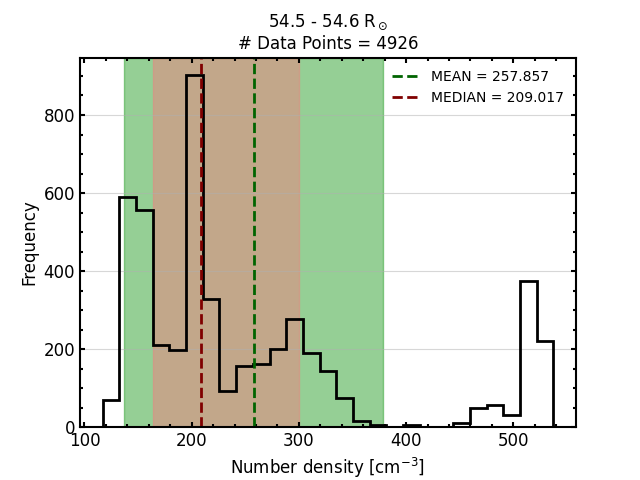 54.5 - 54.6 R☉
# Data Points = 4926
MEAN = 257.857
MEDIAN = 209.017
800
600
400
200
0
Frequency
100 200 300 400 500
Number density [cm⁻³]